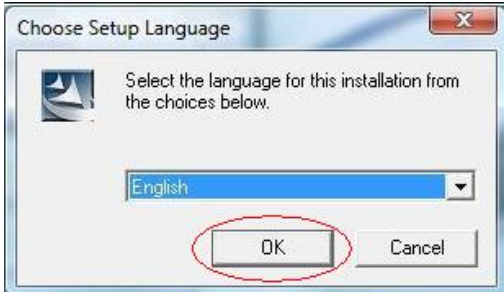 Choose Setup Language
Select the language for this installation from
the choices below.
English
OK
Cancel